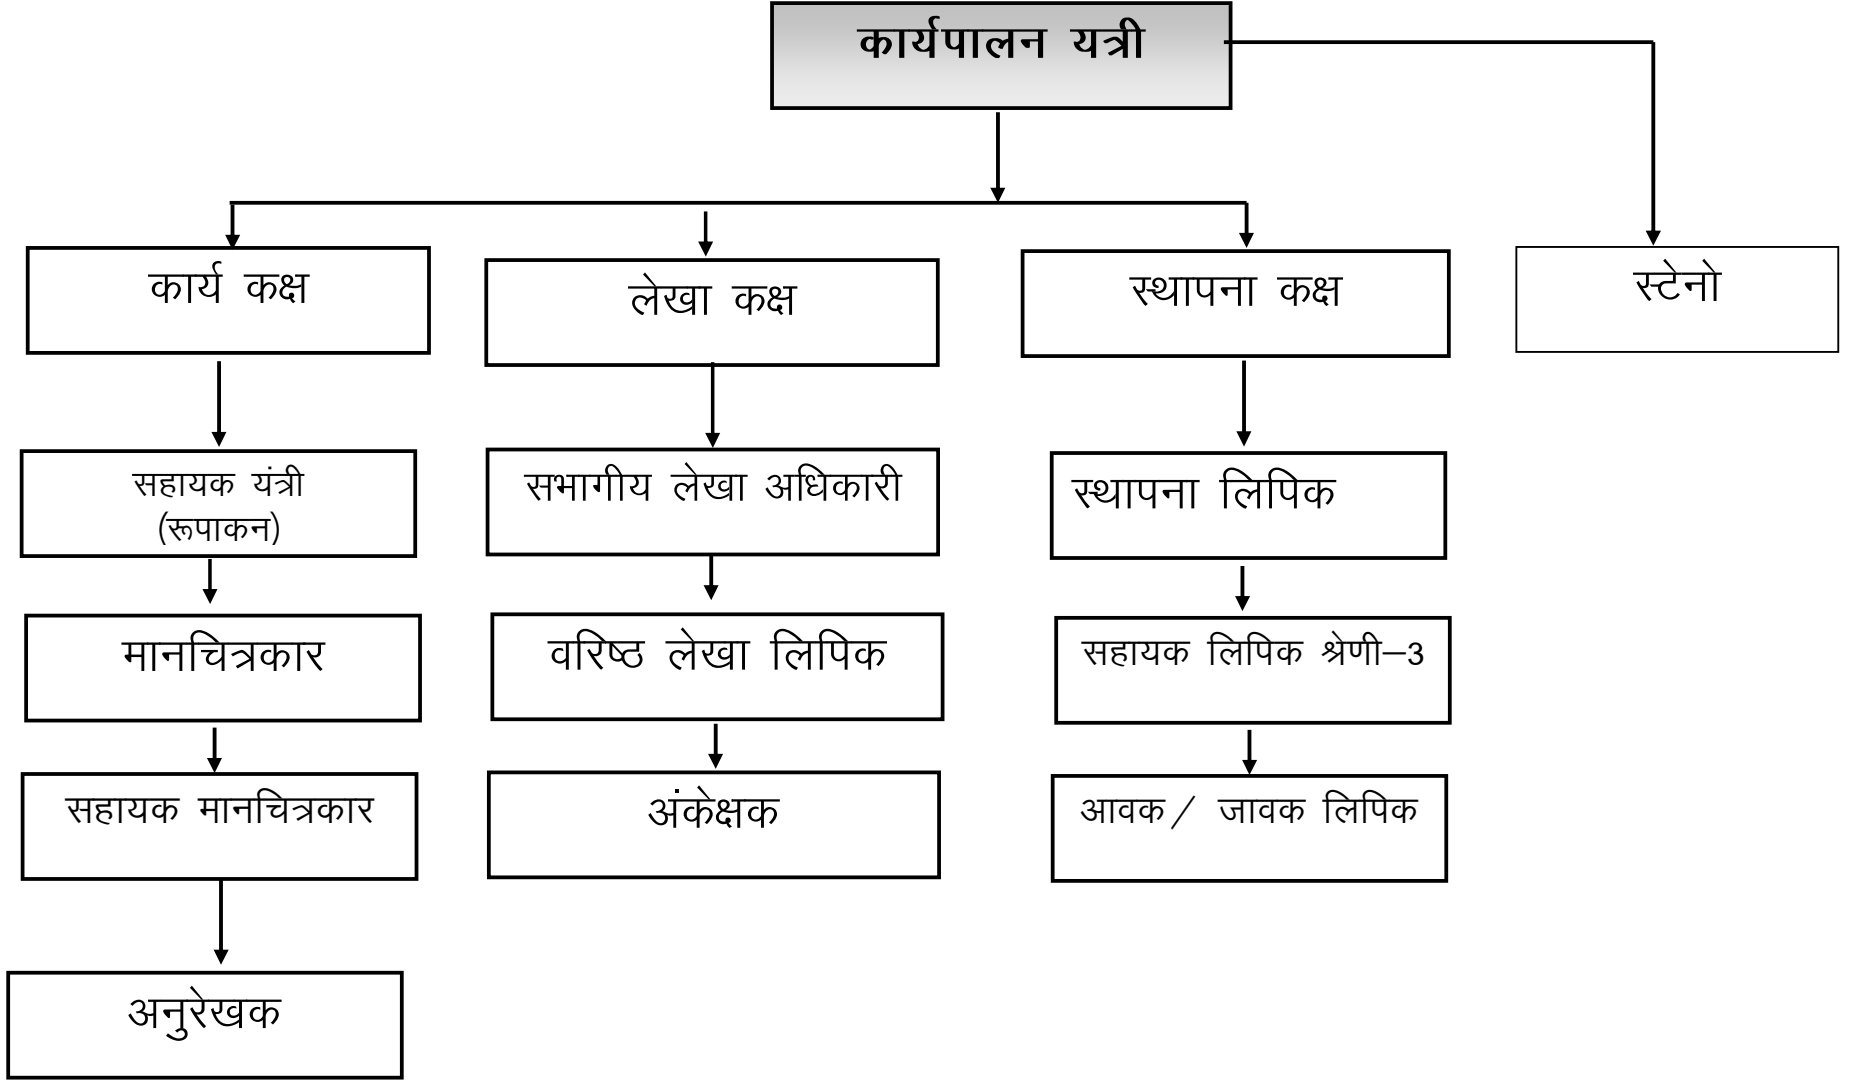 कार्यपालन यत्री
कार्य कक्ष
लेखा कक्ष
स्थापना कक्ष
स्टेनो
सहायक यंत्री
(रूपाकन)
सभागीय लेखा अधिकारी
स्थापना लिपिक
मानचित्रकार
वरिष्ठ लेखा लिपिक
सहायक लिपिक श्रेणी–3
सहायक मानचित्रकार
अंकेक्षक
आवक/ जावक लिपिक
अनुरेखक